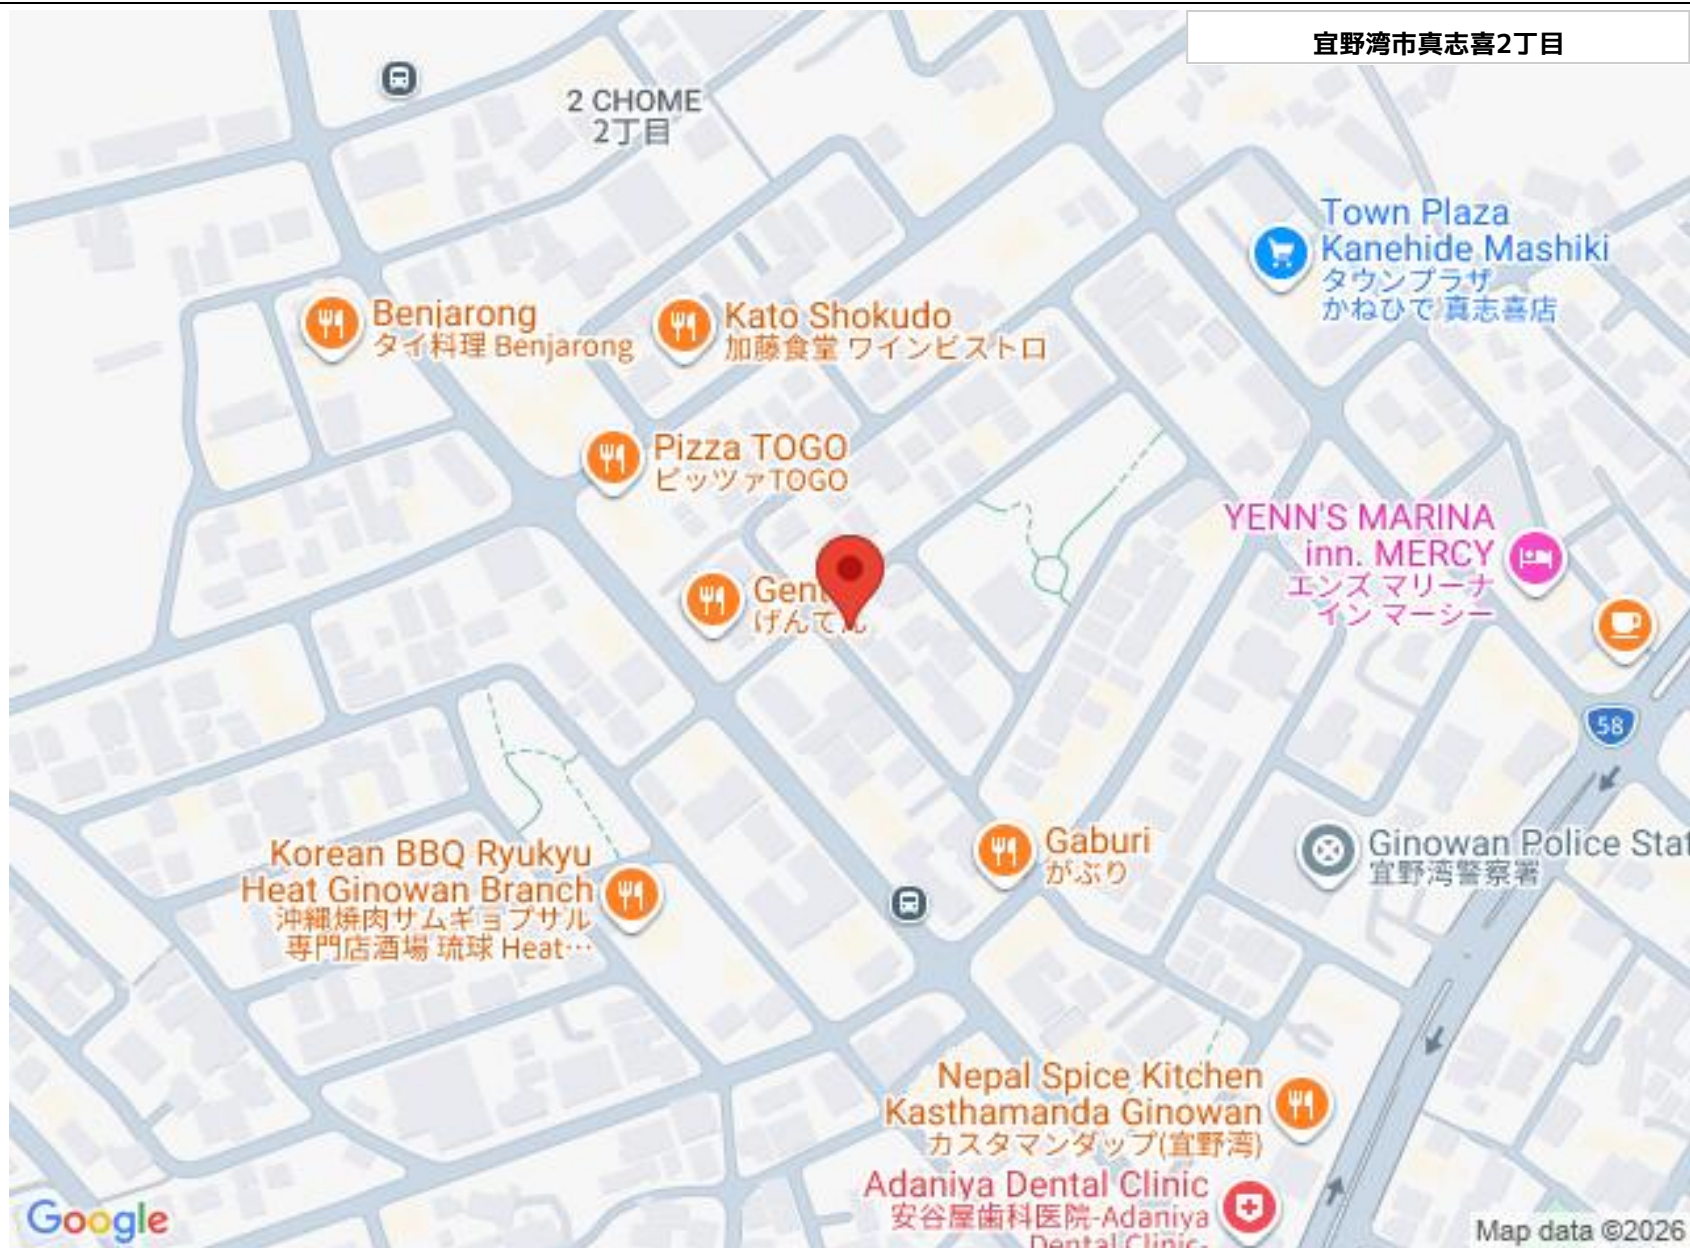 宜野湾市真志喜2丁目
2 CHOME
2丁目
Town Plaza
Kanehide Mashiki
タウンプラザ
かねひで 真志喜店
Benjarong
タイ料理 Benjarong
Kato Shokudo
加藤食堂 ワインビストロ
Pizza TOGO
ピッツァTOGO
YENN'S MARINA
inn. MERCY
エンズ マリーナ
イン マーシー
げんてん
58
Korean BBQ Ryukyu
Heat Ginowan Branch
沖縄焼肉サムギョプサル
専門店酒場 琉球 Heat…
Gaburi
がぶり
Ginowan Police Stat
宜野湾警察署
Nepal Spice Kitchen
Kasthamanda Ginowan
カスタマンダップ(宜野湾)
Adaniya Dental Clinic
安谷屋歯科医院-Adaniya
Dental Clinic-
Google
Map data ©2026